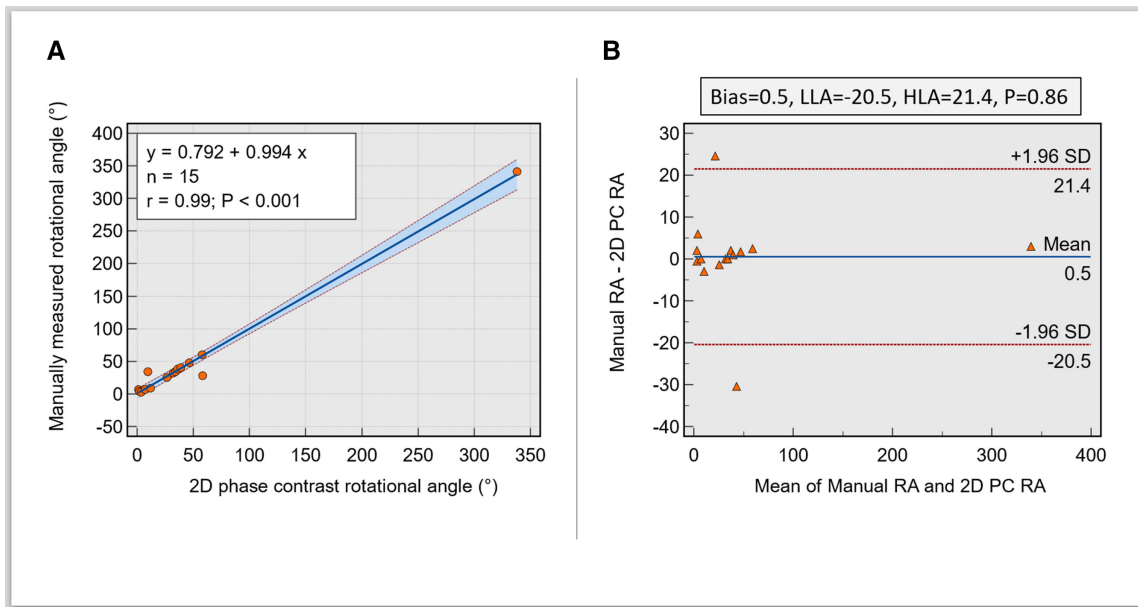 A
Manually measured rotational angle (°)
400
350
300
250
200
150
100
50
0
-50
y = 0.792 + 0.994 x
n = 15
r = 0.99; P < 0.001
0 50 100 150 200 250 300 350
2D phase contrast rotational angle (°)
B
Bias=0.5, LLA=-20.5, HLA=21.4, P=0.86
Manual RA - 2D PC RA
30
20
10
0
-10
-20
-30
-40
+1.96 SD
21.4
Mean
0.5
-1.96 SD
-20.5
0 100 200 300 400
Mean of Manual RA and 2D PC RA